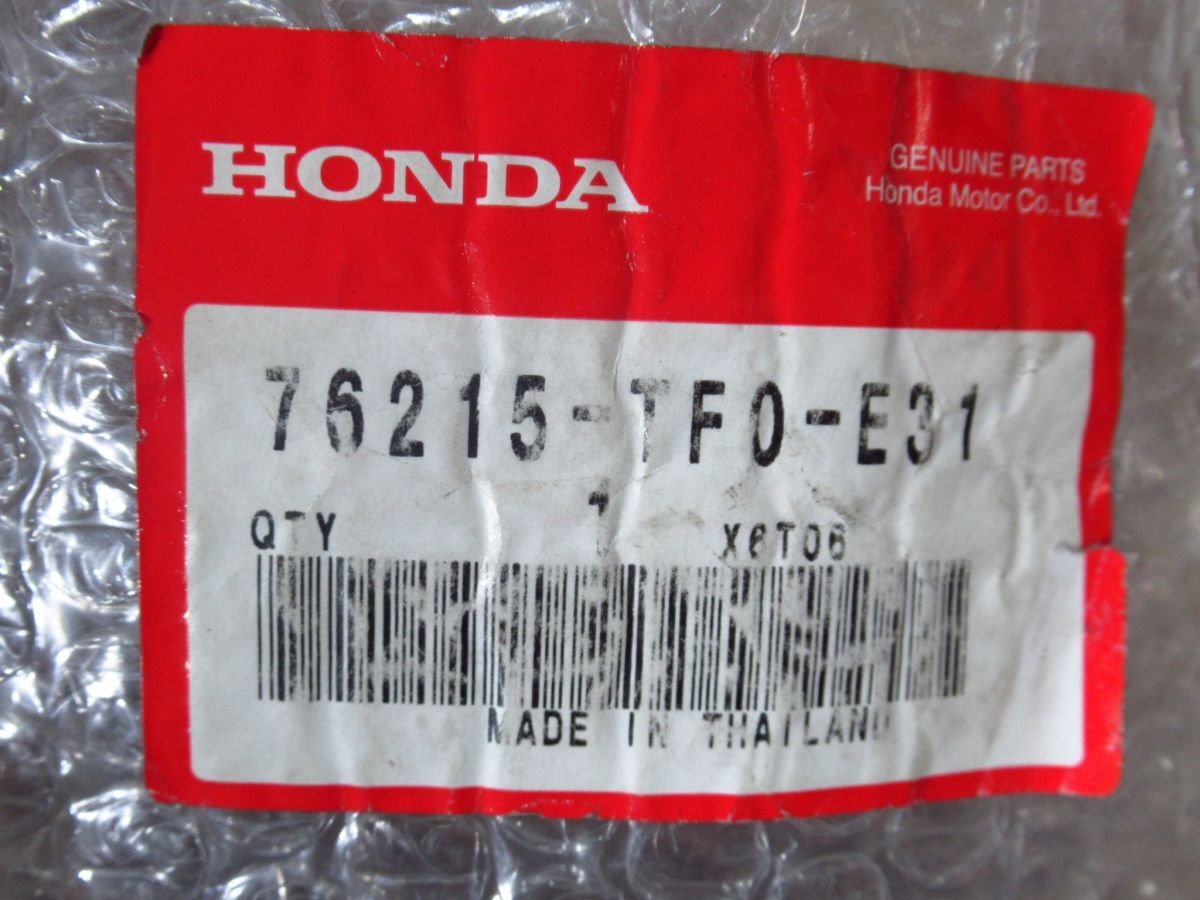 HONDA
GENUINE PARTS
Honda Motor Co., Ltd.
76215-TF0-E31
QTY 1 X6T06
MADE IN THAILAND